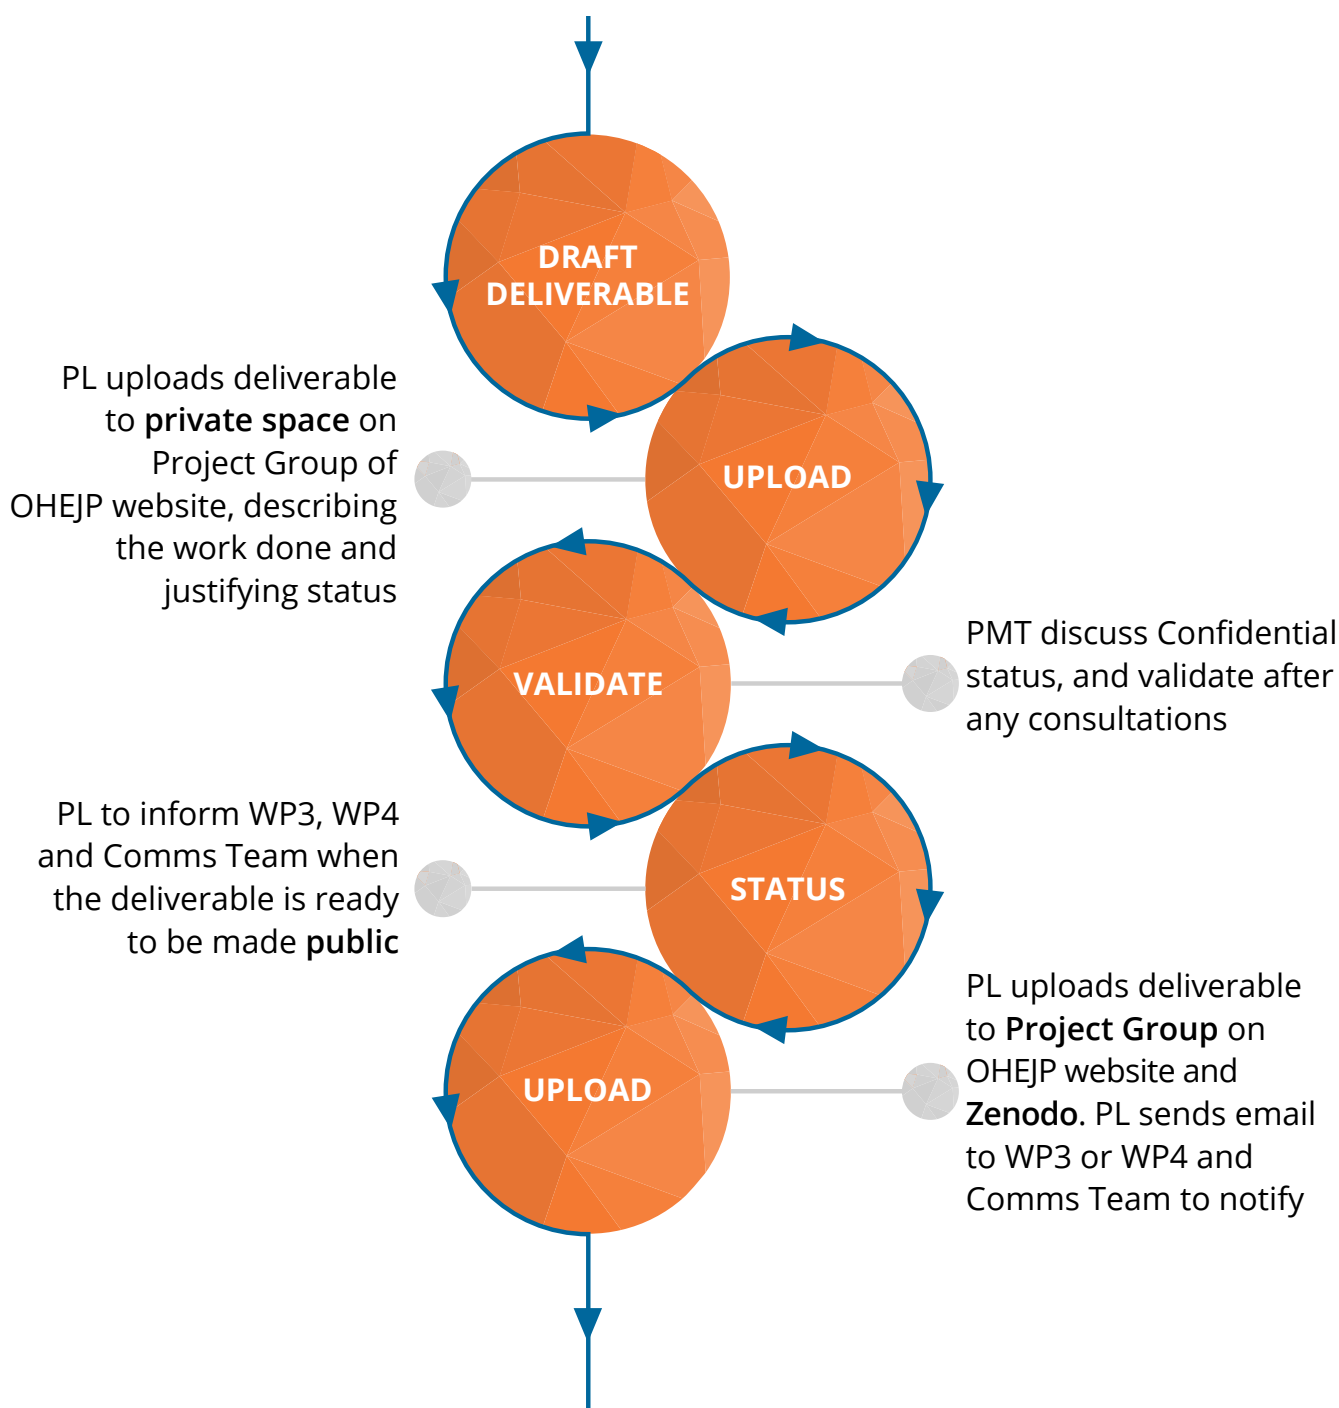 DRAFT
DELIVERABLE
PL uploads deliverable
to private space on
Project Group of
OHEJP website, describing
the work done and
justifying status
UPLOAD
VALIDATE
PMT discuss Confidential
status, and validate after
any consultations
PL to inform WP3, WP4
and Comms Team when
the deliverable is ready
to be made public
STATUS
UPLOAD
PL uploads deliverable
to Project Group on
OHEJP website and
Zenodo. PL sends email
to WP3 or WP4 and
Comms Team to notify